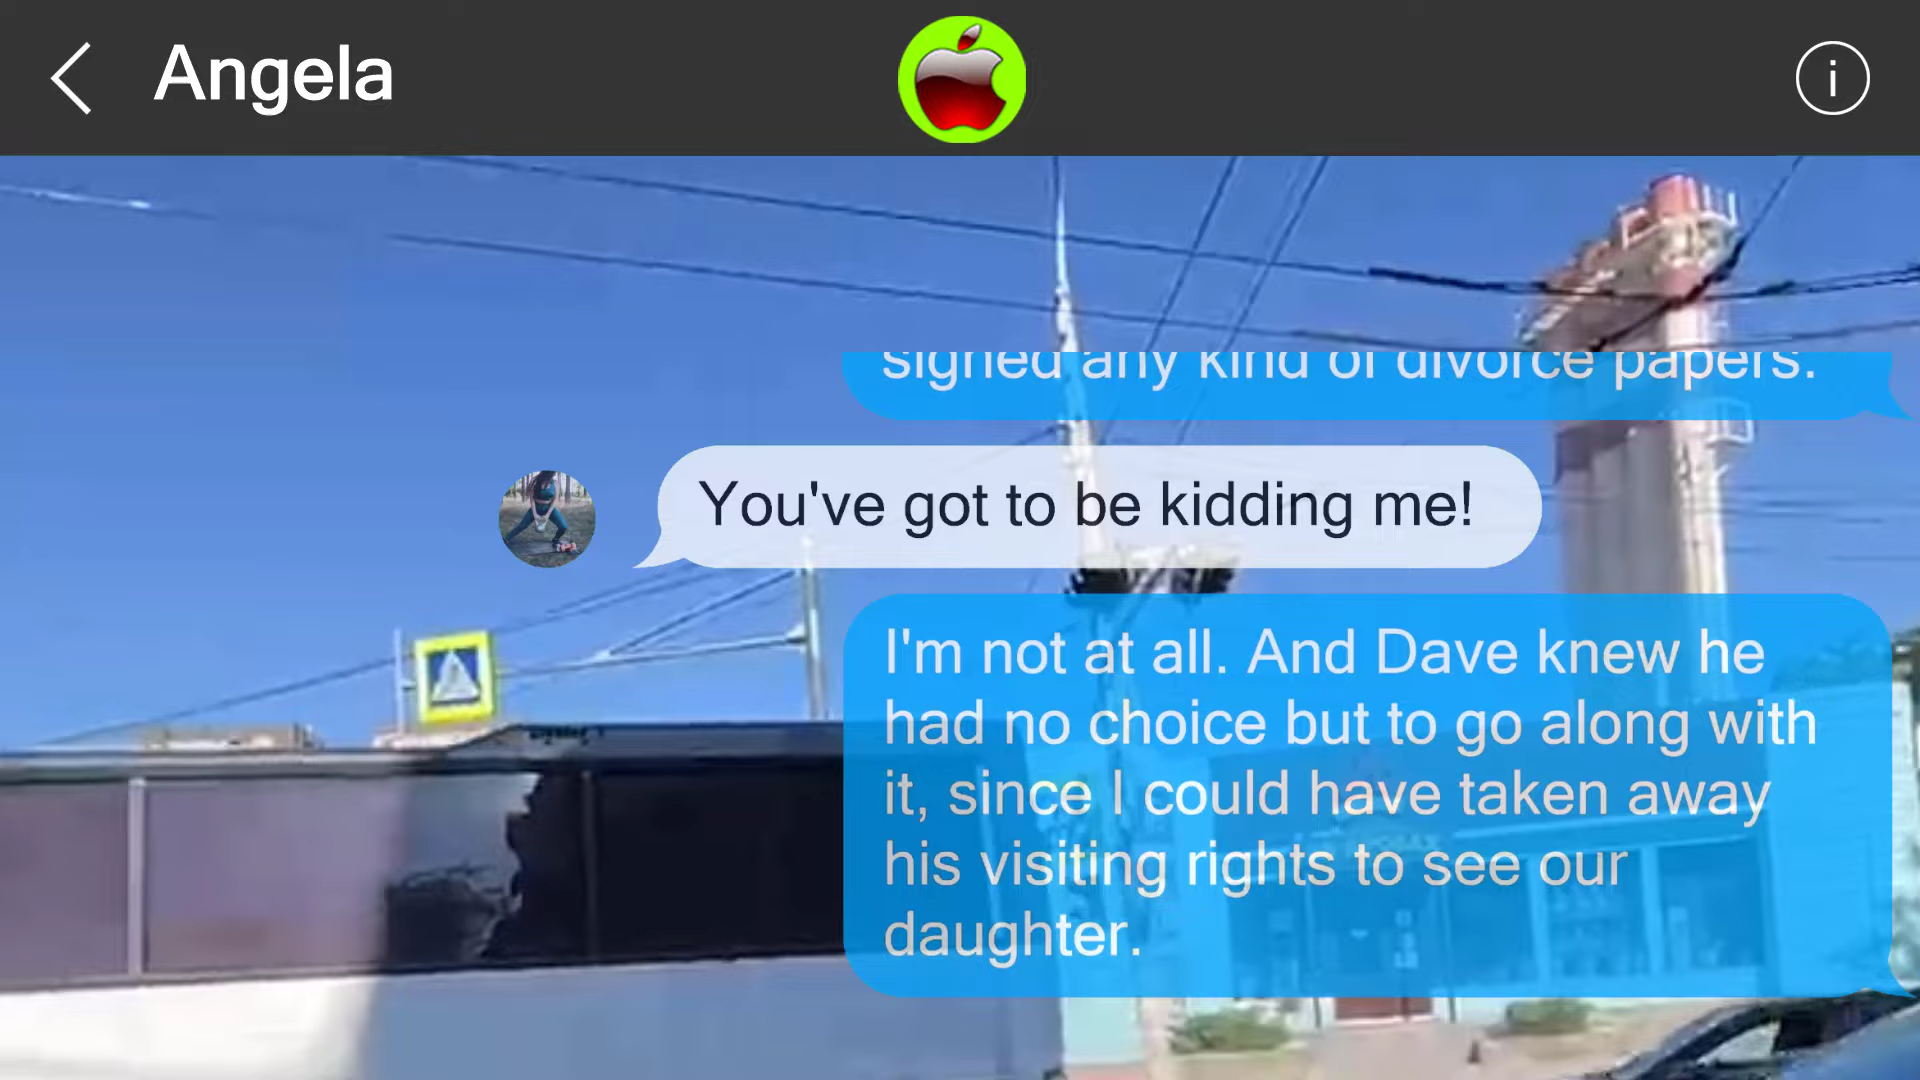 Angela
signed any kind of divorce papers.
You've got to be kidding me!
I'm not at all. And Dave knew he
had no choice but to go along with
it, since I could have taken away
his visiting rights to see our
daughter.